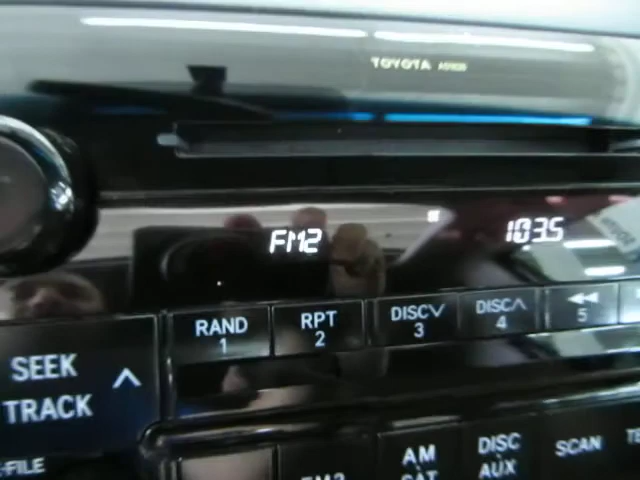 TOYOTA
FM2 103.5
RAND RPT DISC∨ DISC∧ ◀◀
1 2 3 4 5
SEEK
TRACK ∧
AM DISC SCAN
SAT AUX
-FILE